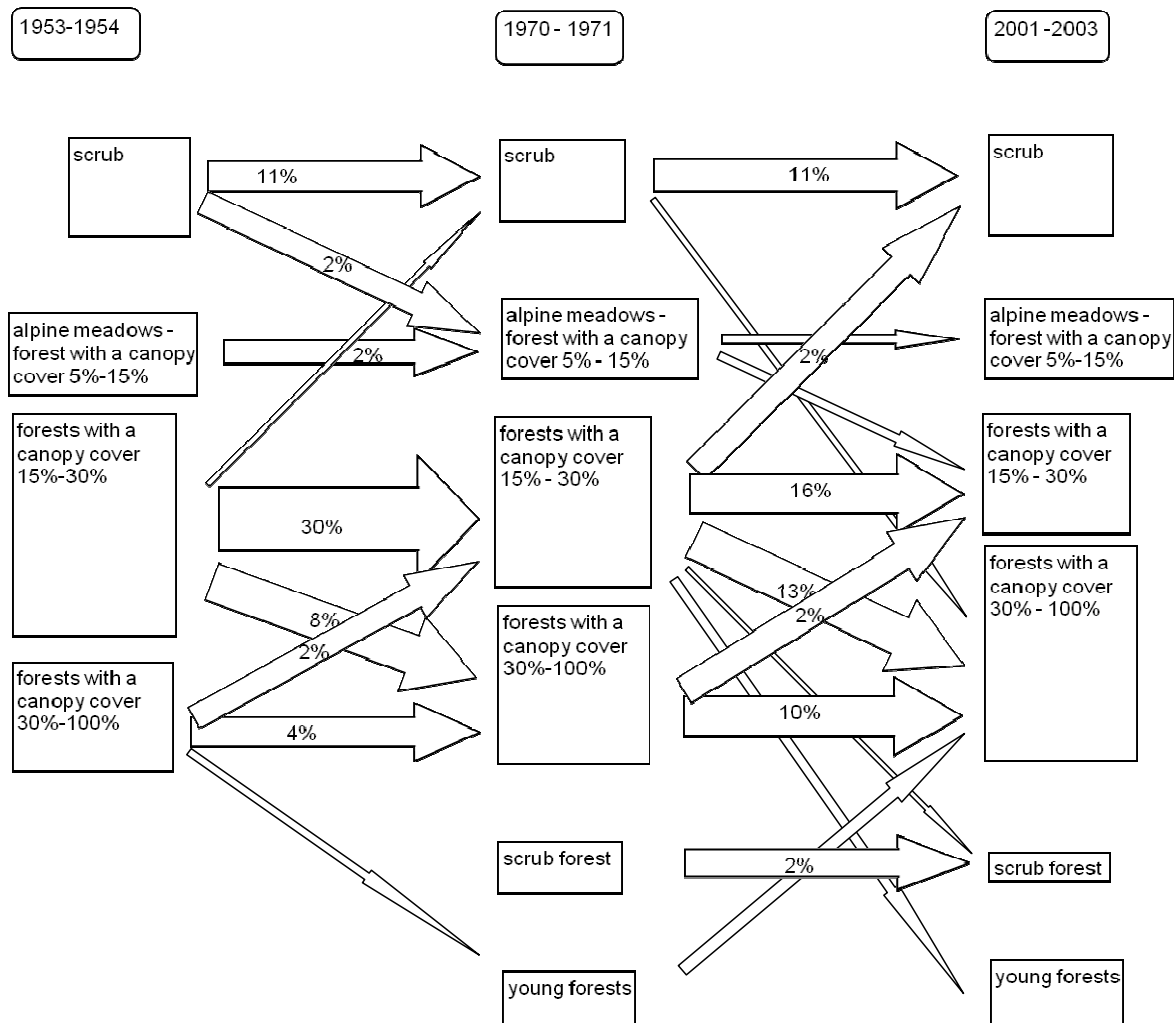 1953-1954
1970 - 1971
2001 -2003
scrub
11%
scrub
11%
scrub
2%
alpine meadows -
forest with a canopy
cover 5%-15%
2%
alpine meadows -
forest with a canopy
cover 5% - 15%
2%
alpine meadows -
forest with a canopy
cover 5%-15%
forests with a
canopy cover
15%-30%
30%
forests with a
canopy cover
15% - 30%
16%
forests with a
canopy cover
15% - 30%
8%
2%
13%
2%
forests with a
canopy cover
30% - 100%
forests with a
canopy cover
30%-100%
4%
forests with a
canopy cover
30%-100%
10%
scrub forest
2%
scrub forest
young forests
young forests